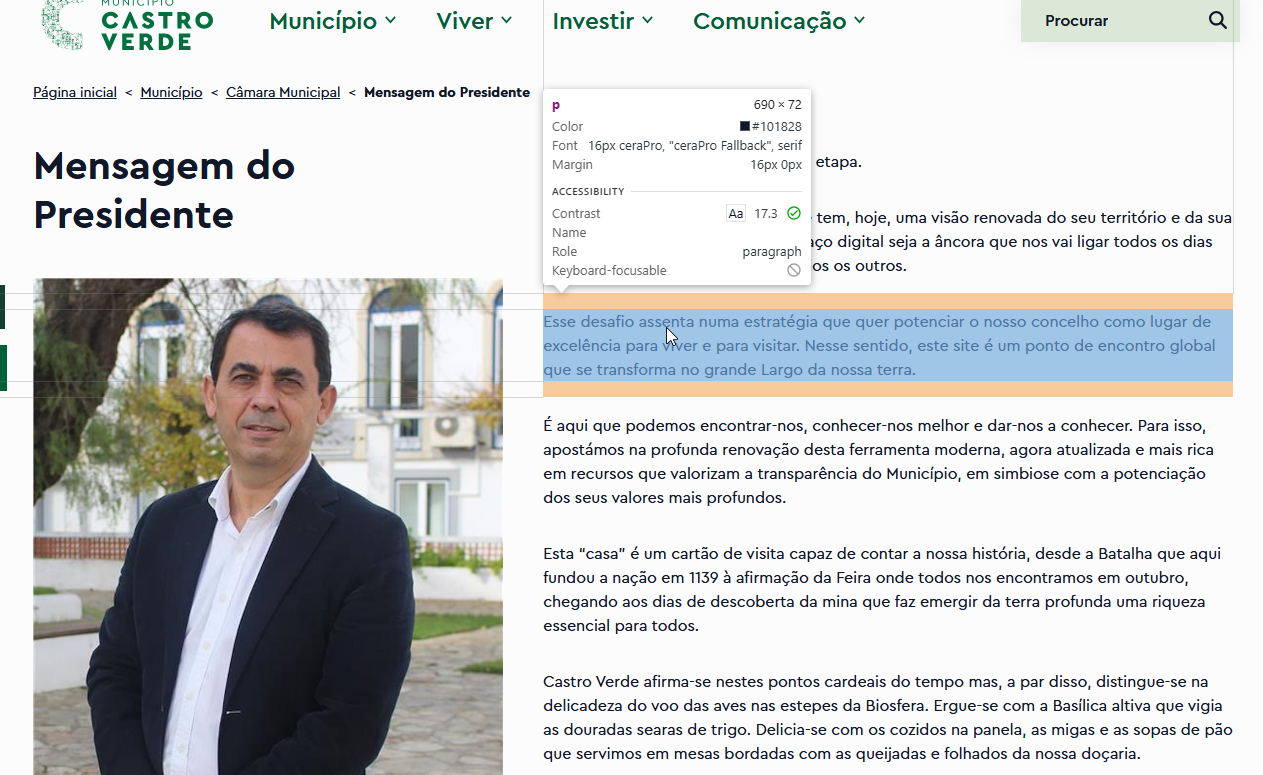 MUNICÍPIO
CASTRO
VERDE
Município
Viver
Investir
Comunicação
Procurar
Página inicial < Município < Câmara Municipal < Mensagem do Presidente
Mensagem do
Presidente
p 690 × 72
Color #101828
Font 16px ceraPro, "ceraPro Fallback", serif
Margin 16px 0px
ACCESSIBILITY
Contrast Aa 17.3
Name
Role paragraph
Keyboard-focusable
etapa.
tem, hoje, uma visão renovada do seu território e da sua
digital seja a âncora que nos vai ligar todos os dias
os outros.
Esse desafio assenta numa estratégia que quer potenciar o nosso concelho como lugar de
excelência para viver e para visitar. Nesse sentido, este site é um ponto de encontro global
que se transforma no grande Largo da nossa terra.
É aqui que podemos encontrar-nos, conhecer-nos melhor e dar-nos a conhecer. Para isso,
apostámos na profunda renovação desta ferramenta moderna, agora atualizada e mais rica
em recursos que valorizam a transparência do Município, em simbiose com a potenciação
dos seus valores mais profundos.
Esta “casa” é um cartão de visita capaz de contar a nossa história, desde a Batalha que aqui
fundou a nação em 1139 à afirmação da Feira onde todos nos encontramos em outubro,
chegando aos dias de descoberta da mina que faz emergir da terra profunda uma riqueza
essencial para todos.
Castro Verde afirma-se nestes pontos cardeais do tempo mas, a par disso, distingue-se na
delicadeza do voo das aves nas estepes da Biosfera. Ergue-se com a Basílica altiva que vigia
as douradas searas de trigo. Delicia-se com os cozidos na panela, as migas e as sopas de pão
que servimos em mesas bordadas com as queijadas e folhados da nossa doçaria.